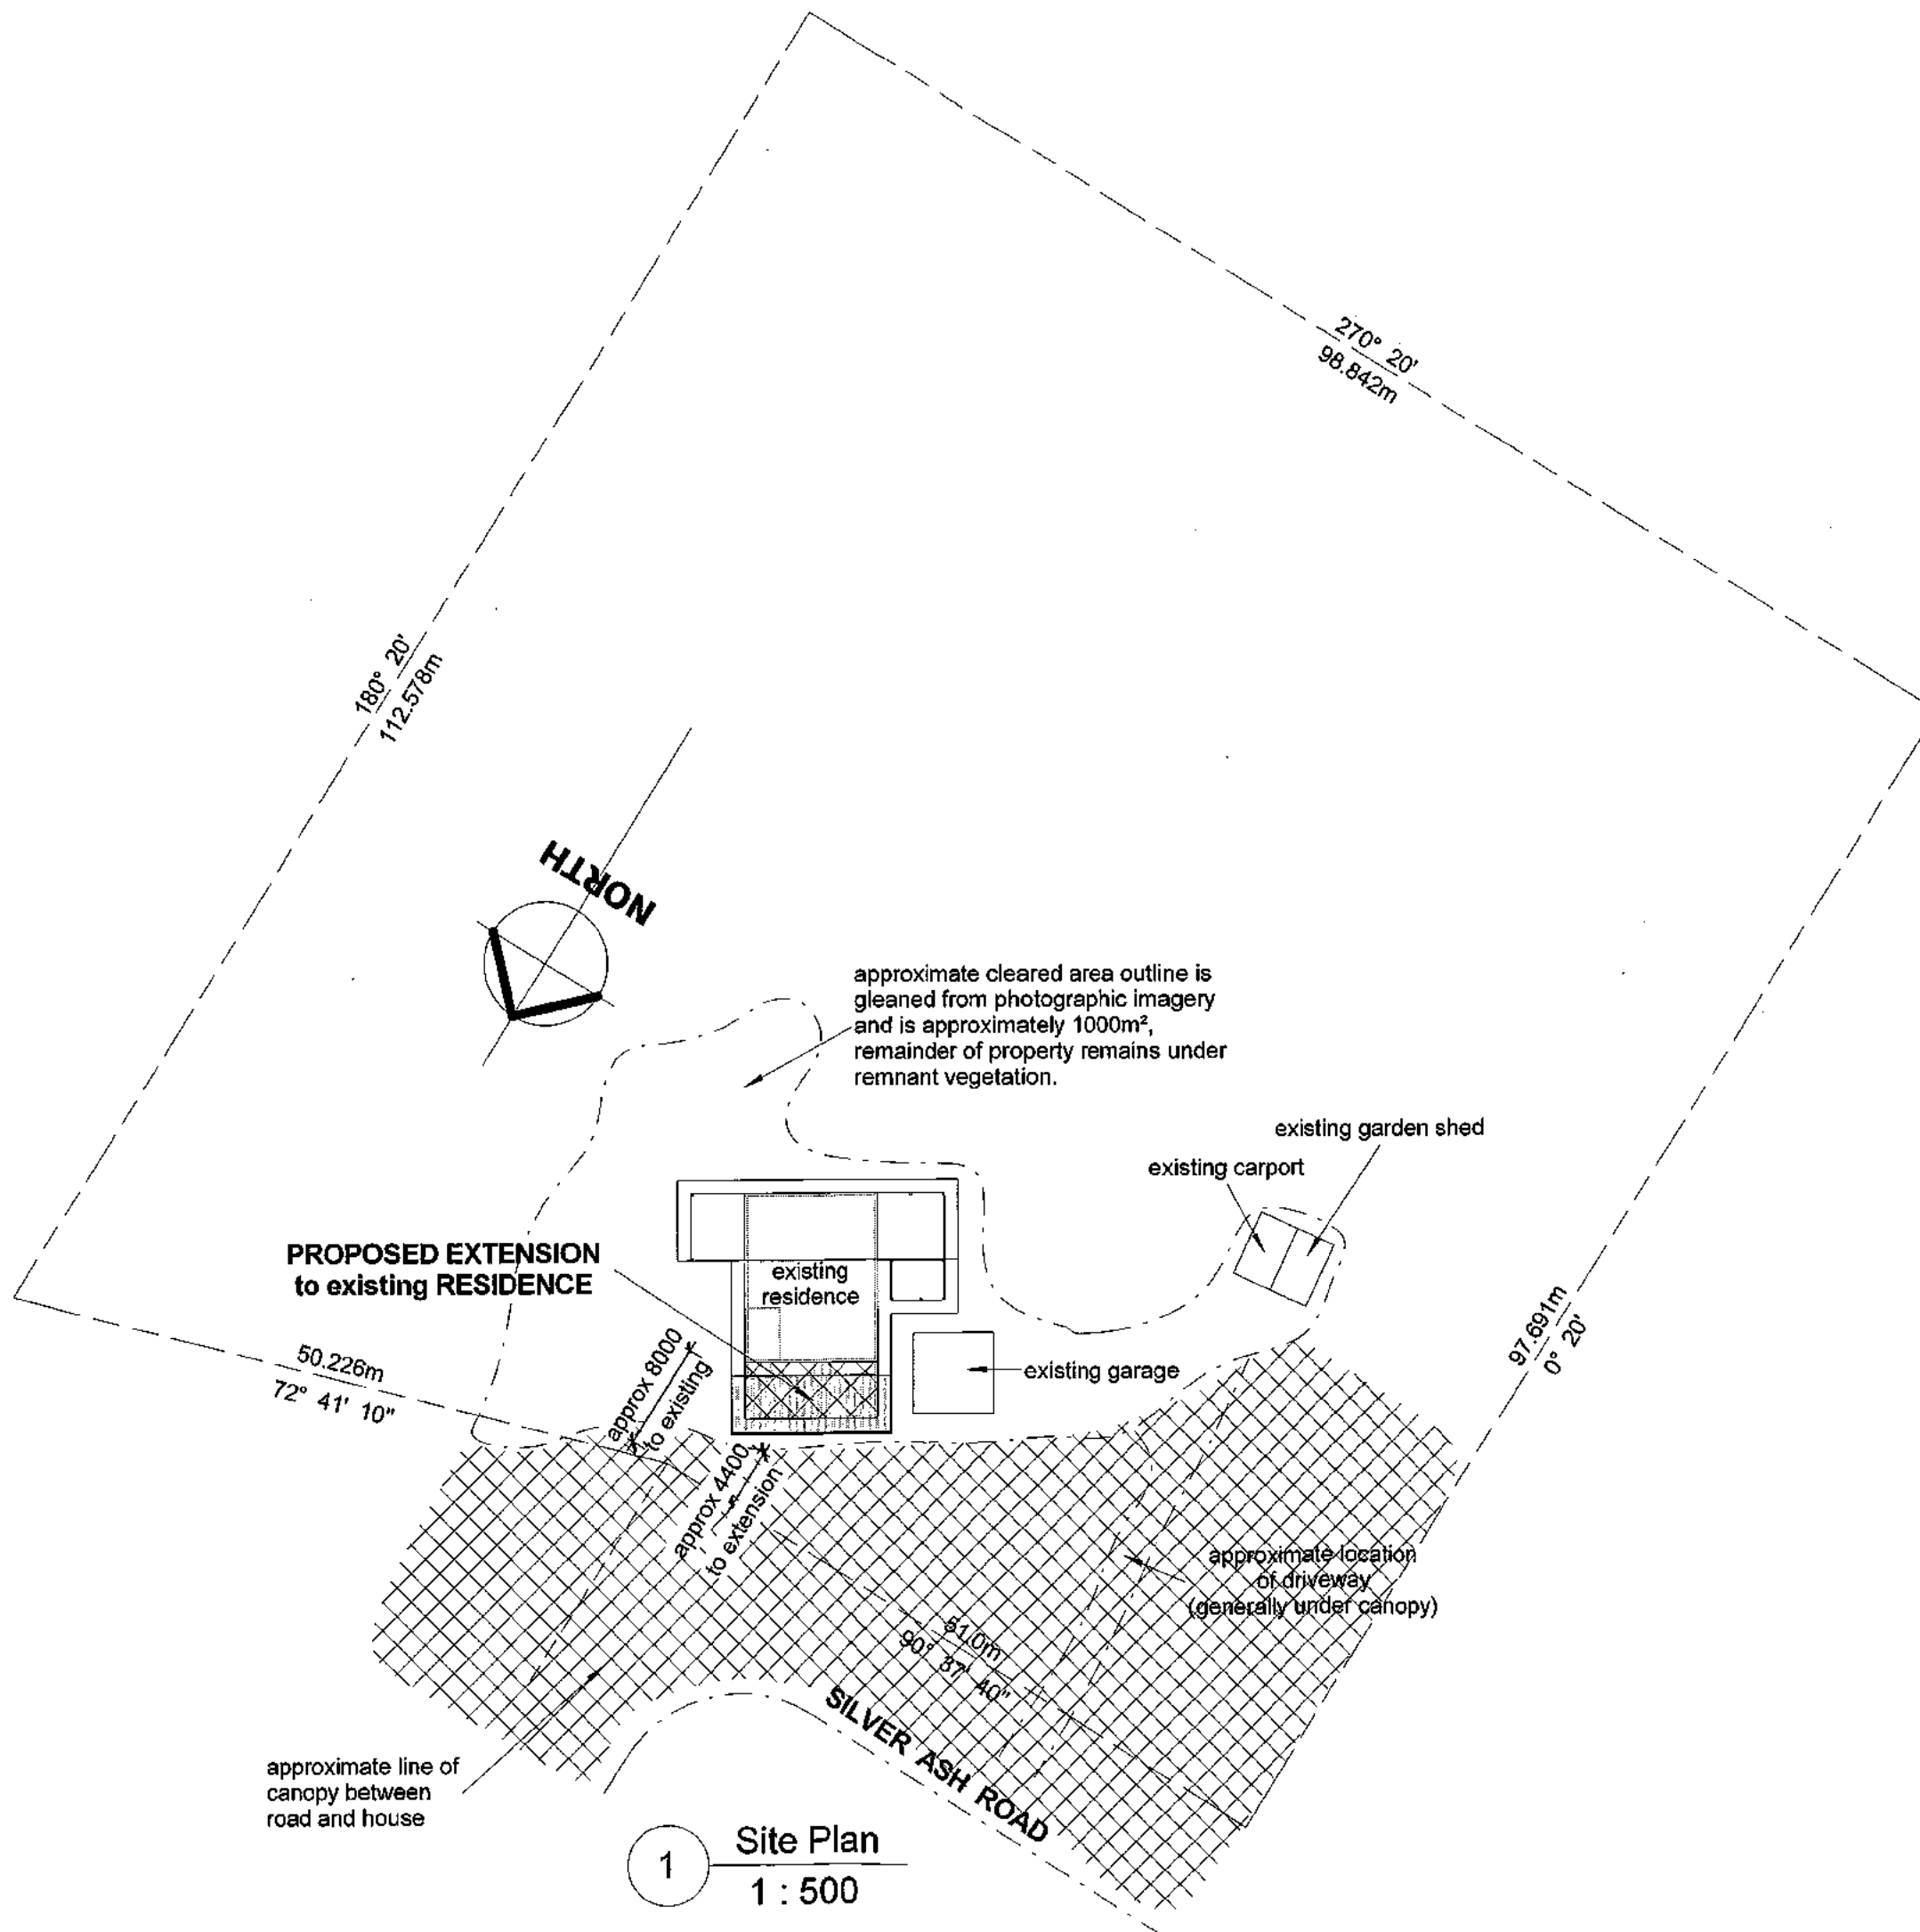 270° 20'
98.842m
180° 20'
112.578m
NORTH
approximate cleared area outline is
gleaned from photographic imagery
and is approximately 1000m²,
remainder of property remains under
remnant vegetation.
existing garden shed
existing carport
PROPOSED EXTENSION
to existing RESIDENCE
existing
residence
existing garage
97.691m
0° 20'
50.226m
72° 41' 10"
approx 8000
to existing
approx 4400
to extension
approximate location
of driveway
(generally under canopy)
51.0m
90° 37' 40"
SILVER ASH ROAD
approximate line of
canopy between
road and house
1
Site Plan
1 : 500